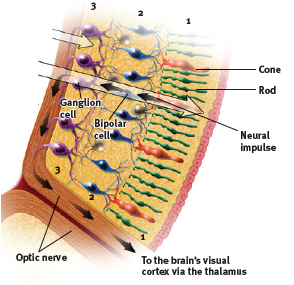 3
2
1
Cone
Rod
Ganglion
cell
Bipolar
cell
Neural
impulse
3
2
1
Optic nerve
To the brain's visual
cortex via the thalamus